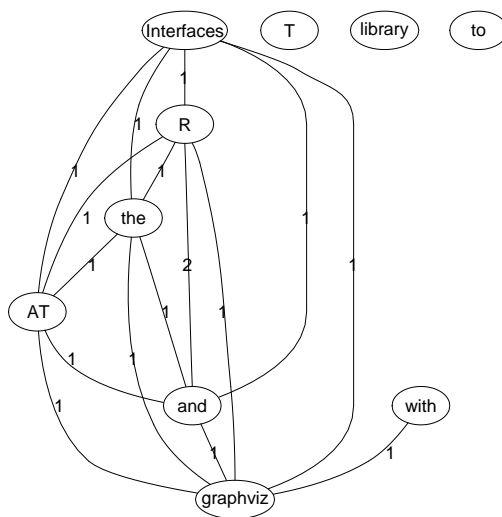 Interfaces T library to
1
R
1 1
1 1
the
1 1 2 1 1
AT
1 1 1
1 1
and with
1
1 1
graphviz